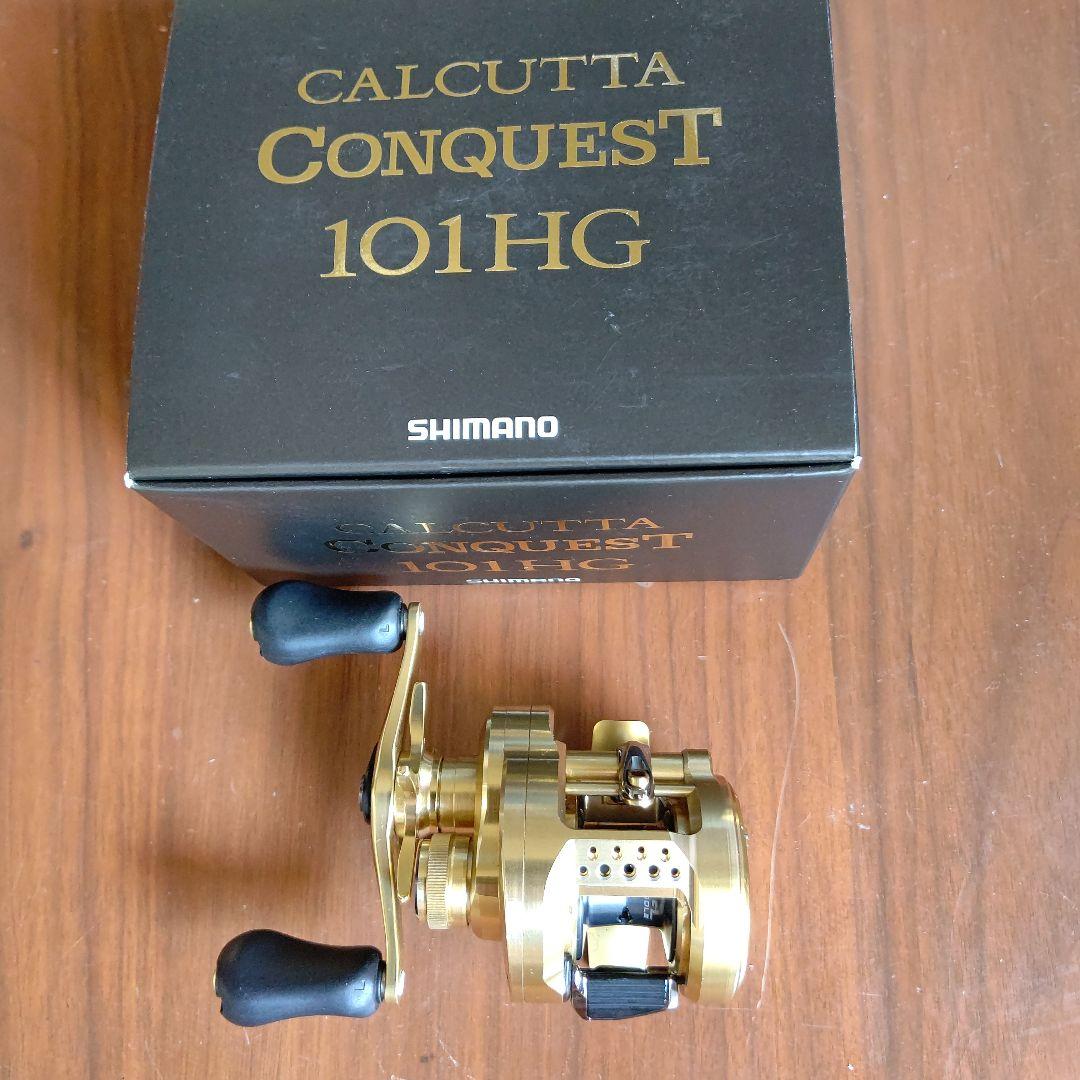 CALCUTTA
CONQUEST
101HG
SHIMANO
CALCUTTA
CONQUEST
101HG
SHIMANO
L
L